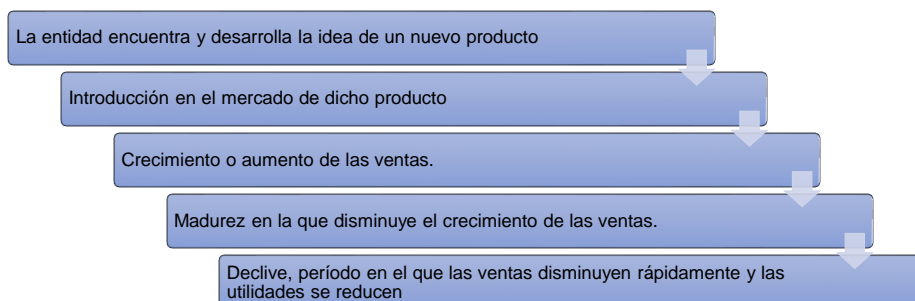 La entidad encuentra y desarrolla la idea de un nuevo producto
Introducción en el mercado de dicho producto
Crecimiento o aumento de las ventas.
Madurez en la que disminuye el crecimiento de las ventas.
Declive, período en el que las ventas disminuyen rápidamente y las
utilidades se reducen